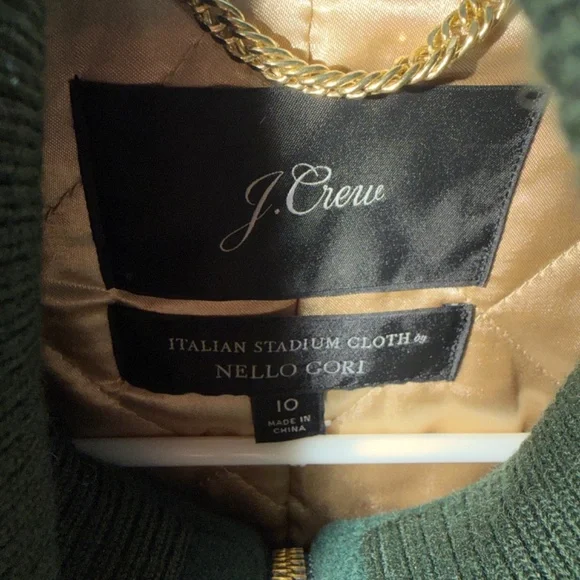 J.Crew
ITALIAN STADIUM CLOTH by
NELLO GORI
10
MADE IN
CHINA